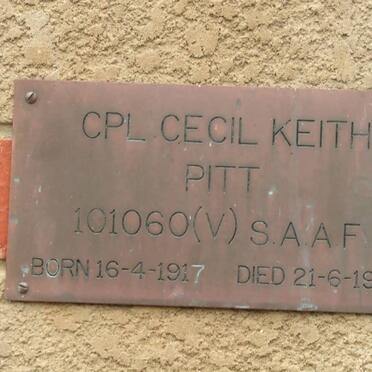 CPL CECIL KEITH
PITT
101060(V) S.A.A.F
BORN 16-4-1917 DIED 21-6-19